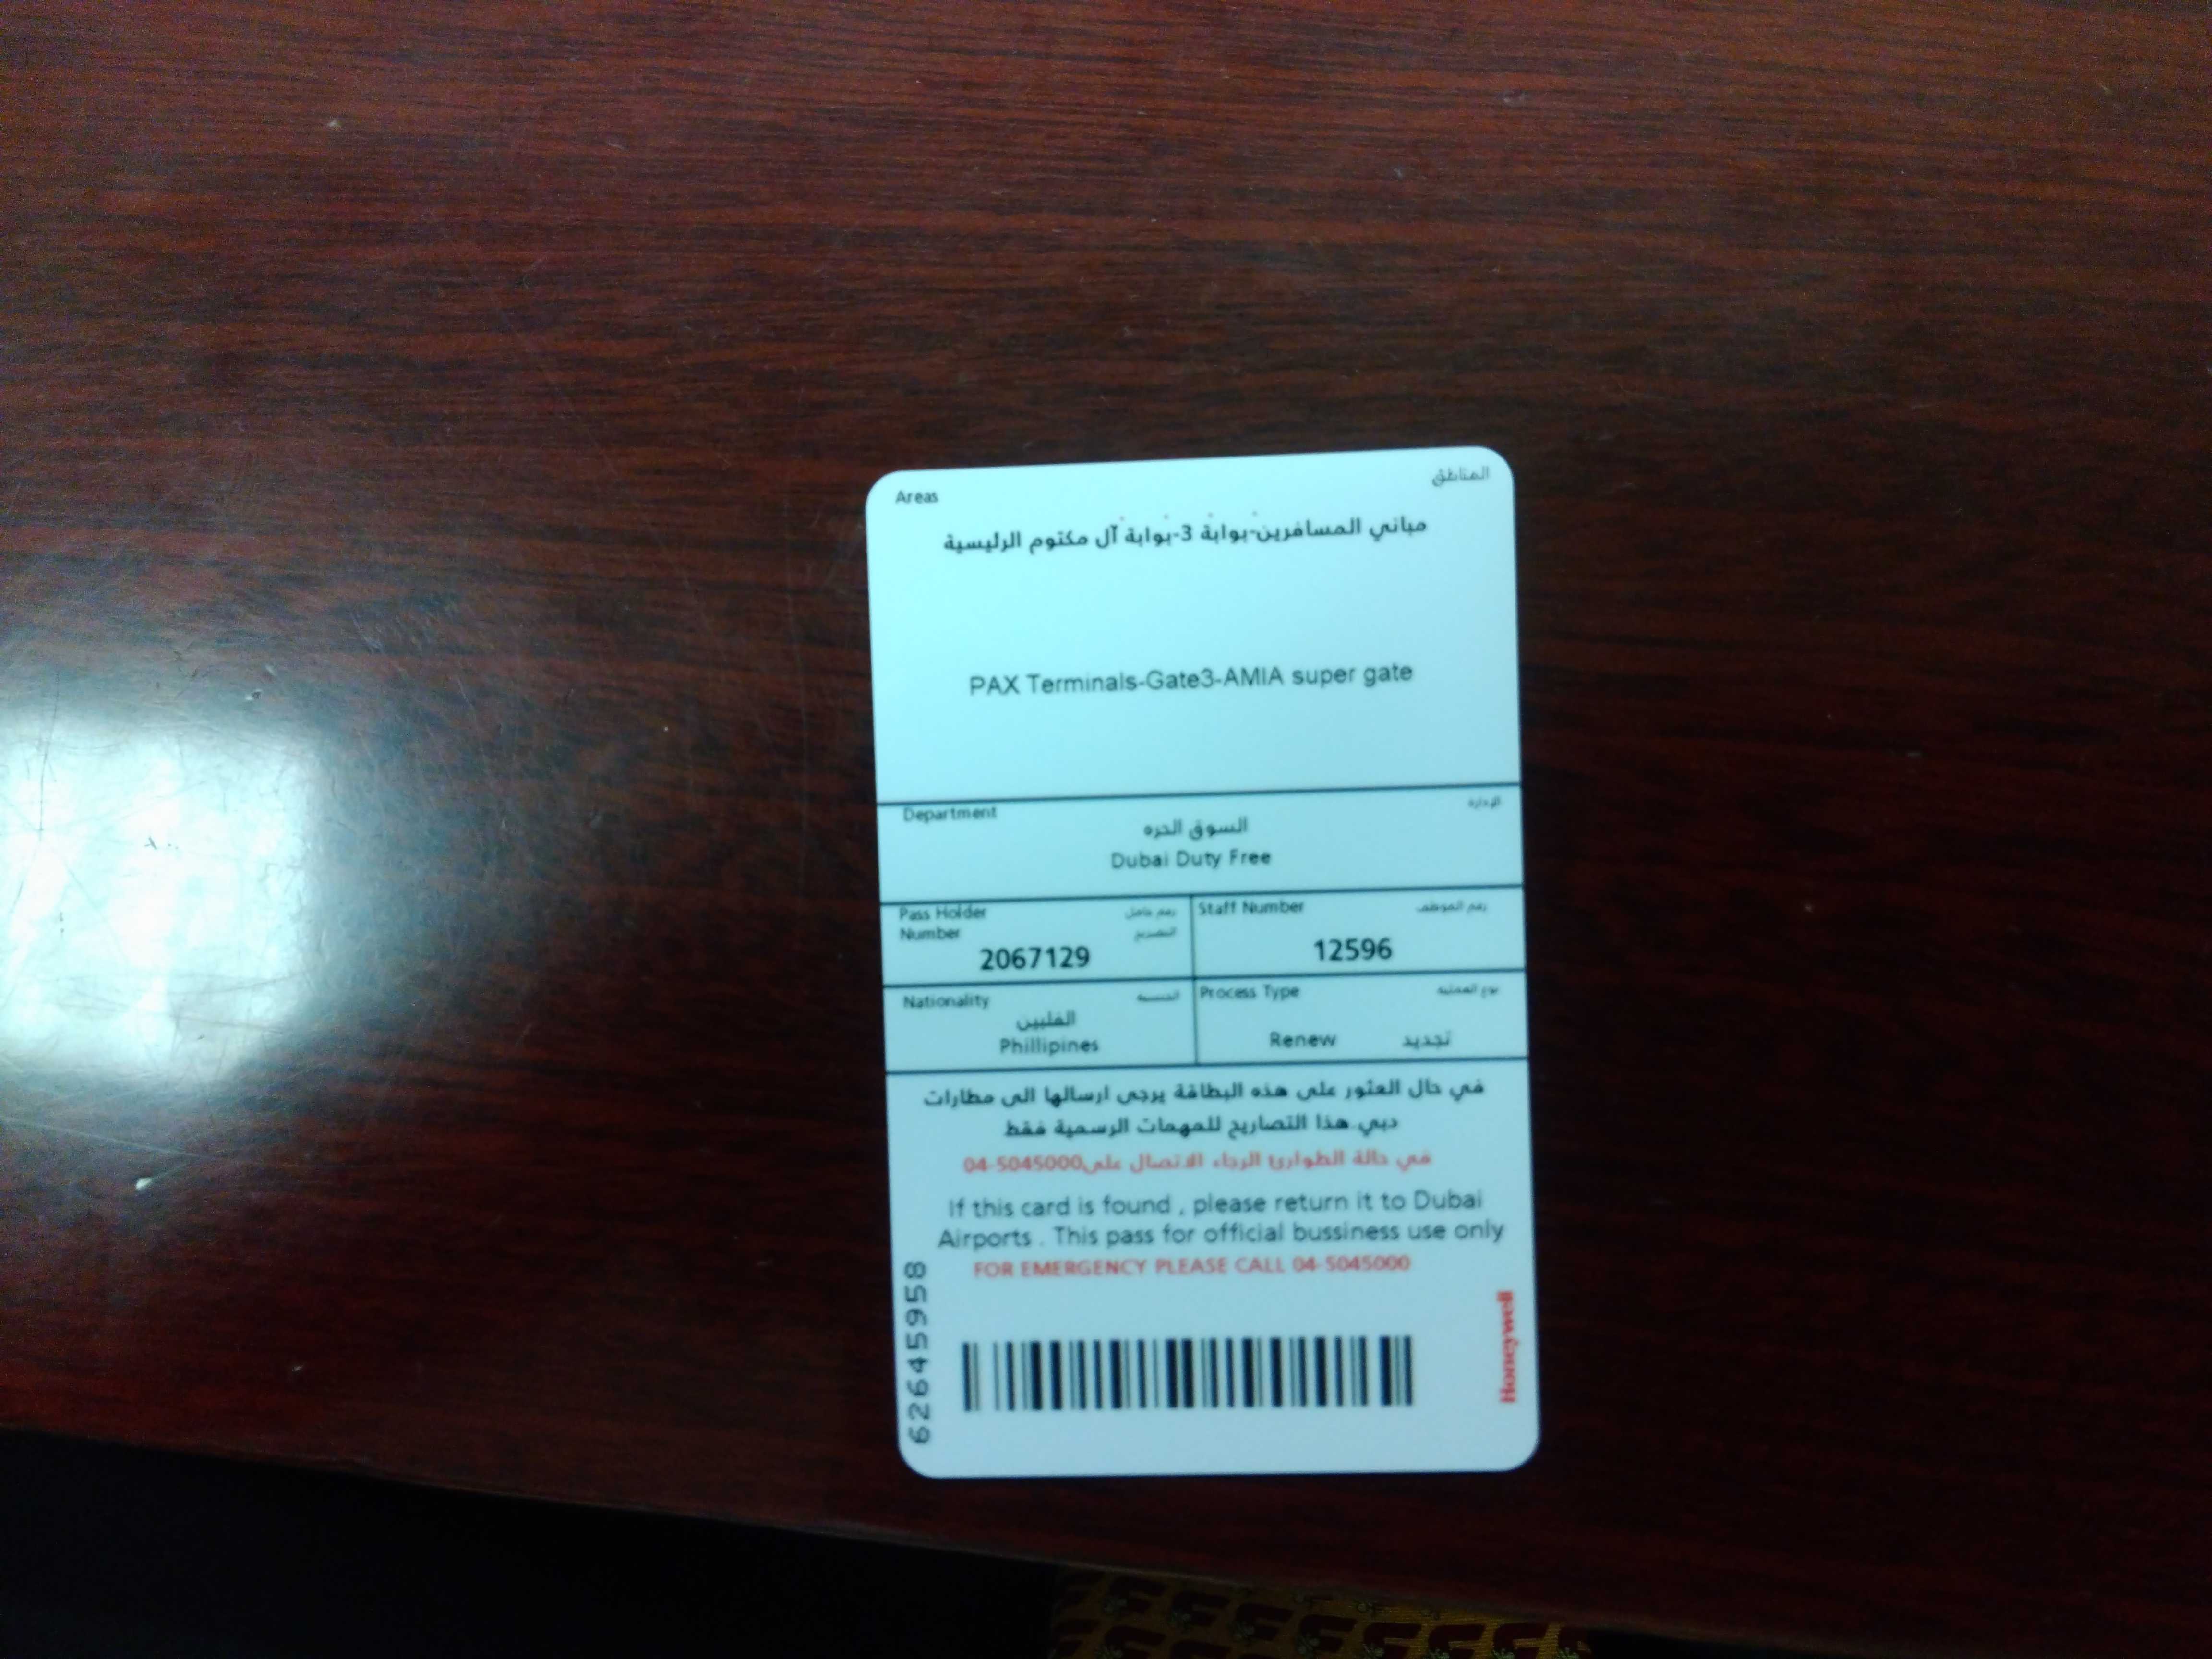 Areas المناطق
مباني المسافرين-بوابة 3-بوابة آل مكتوم الرئيسية
PAX Terminals-Gate3-AMIA super gate
Department الإدارة
السوق الحره
Dubai Duty Free
Pass Holder Number رقم حامل التصريح
2067129
Staff Number رقم الموظف
12596
Nationality الجنسية
الفلبين
Phillipines
Process Type نوع العملية
Renew تجديد
في حال العثور على هذه البطاقة يرجى ارسالها الى مطارات
دبي. هذا التصاريح للمهمات الرسمية فقط
في حالة الطوارئ الرجاء الاتصال على04-5045000
If this card is found , please return it to Dubai
Airports . This pass for official bussiness use only
FOR EMERGENCY PLEASE CALL 04-5045000
62645958
Honeywell